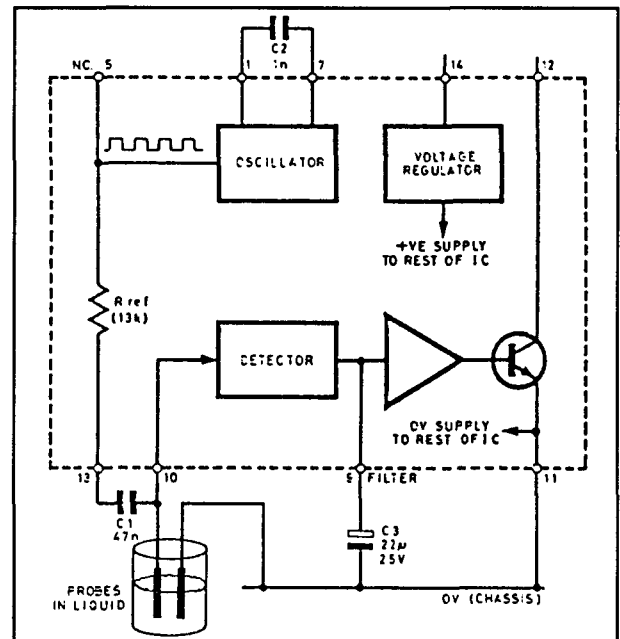 C2
1n
NC. 5
1
7
14
12
OSCILLATOR
VOLTAGE
REGULATOR
+VE SUPPLY
TO REST OF IC
R ref
(13k)
DETECTOR
0V SUPPLY
TO REST OF IC
13
10
9 FILTER
11
C1
47n
C3
22μ
25V
PROBES
IN LIQUID
0V (CHASSIS)